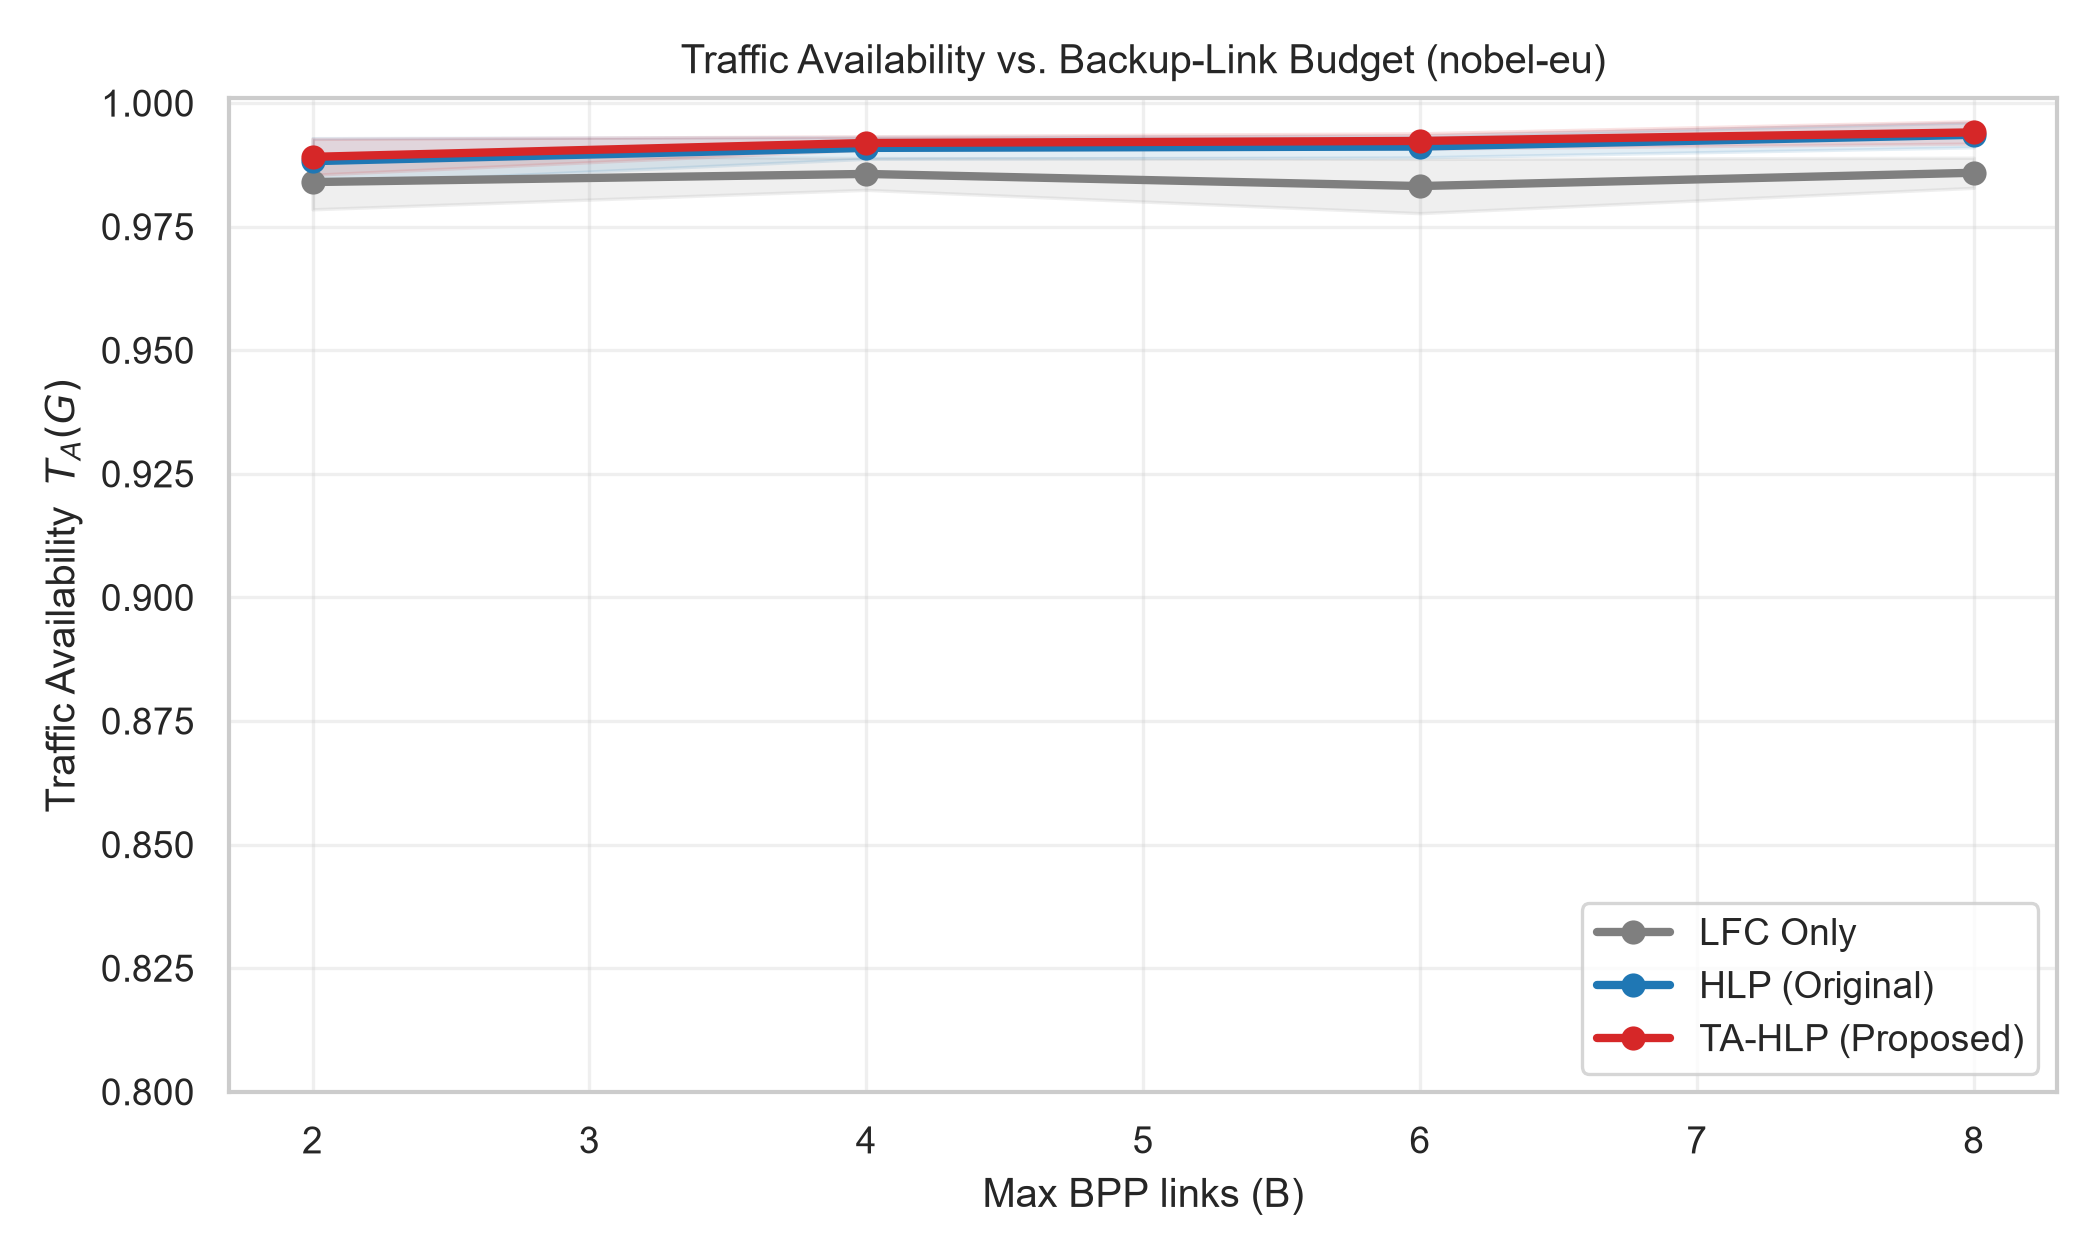 Traffic Availability vs. Backup-Link Budget (nobel-eu)
1.000
0.975
0.950
0.925
0.900
0.875
0.850
0.825
0.800
Traffic Availability T_A(G)
2 3 4 5 6 7 8
Max BPP links (B)
LFC Only
HLP (Original)
TA-HLP (Proposed)